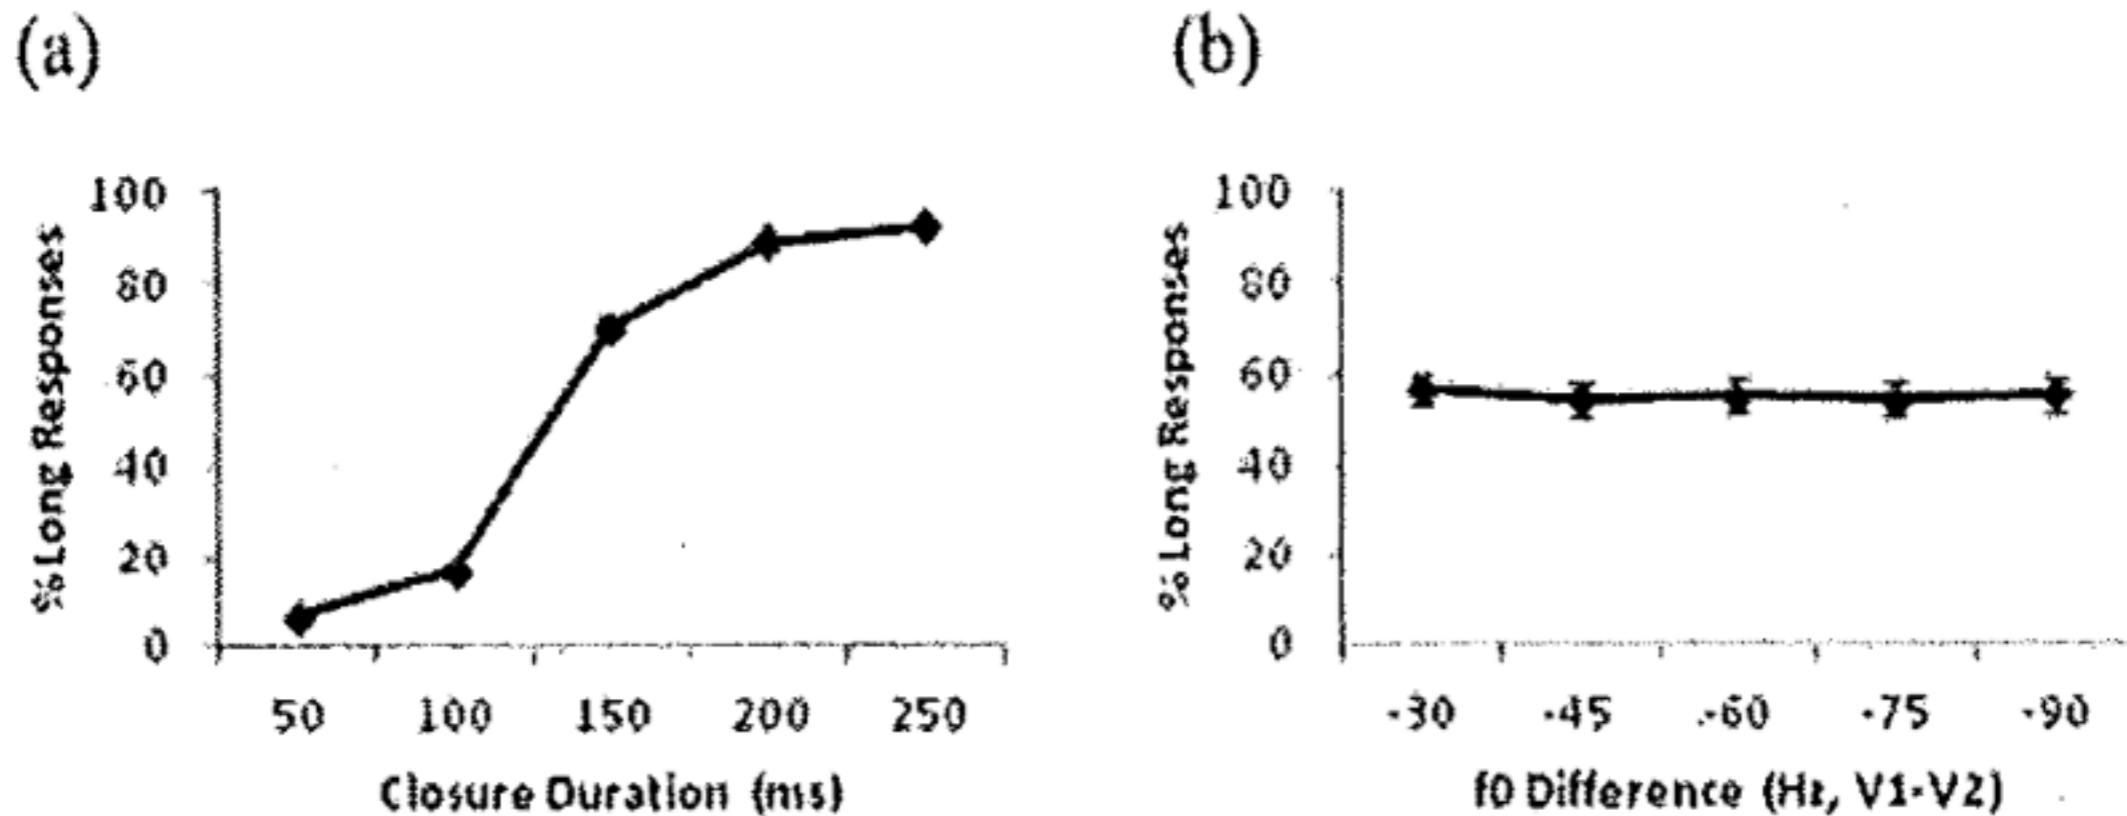 (a)
(b)
% Long Responses
100
80
60
40
20
0
50 100 150 200 250
Closure Duration (ms)
% Long Responses
100
80
60
40
20
0
-30 -45 -60 -75 -90
f0 Difference (Hz, V1-V2)